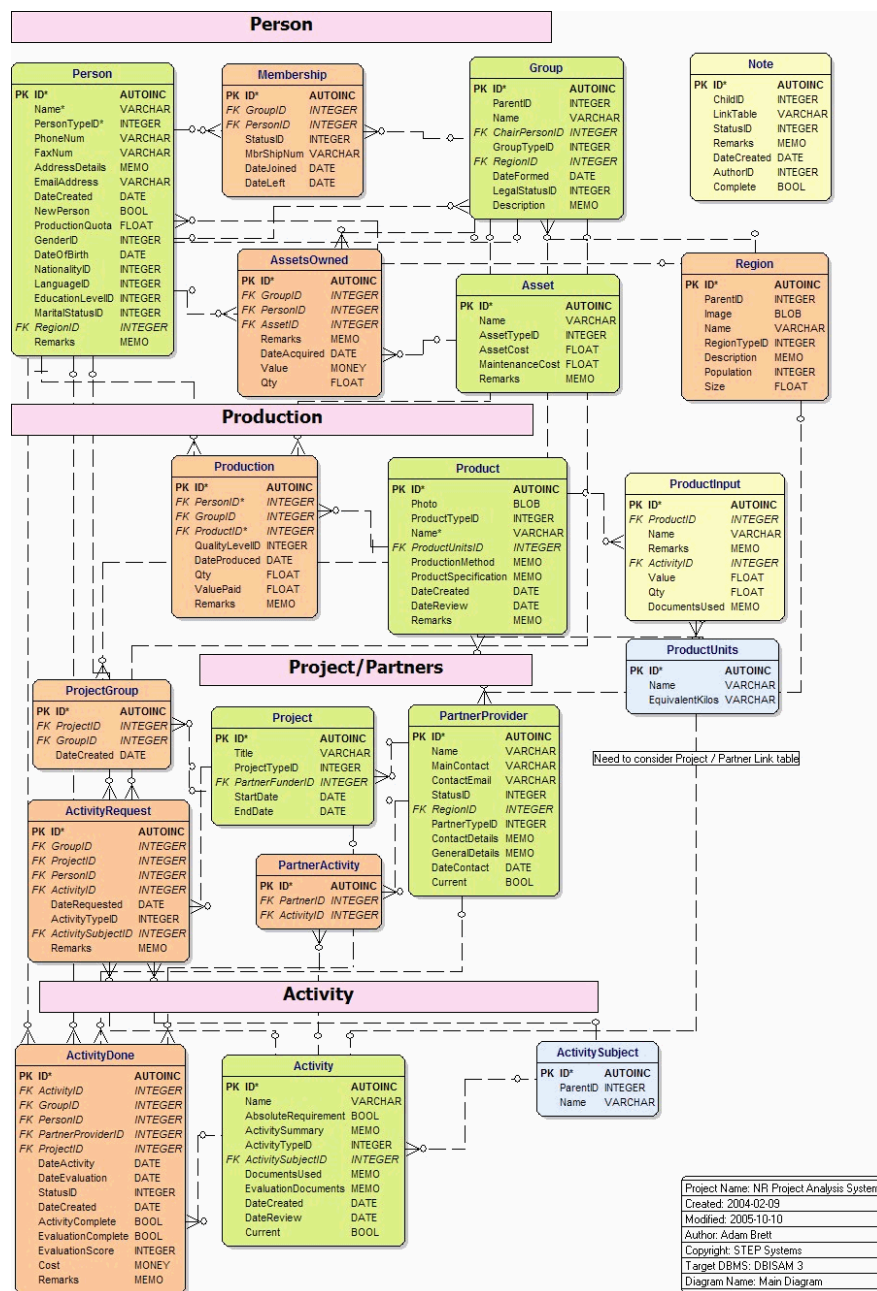 Person
Person
PK ID* AUTOINC
Name* VARCHAR
PersonTypeID* INTEGER
PhoneNum VARCHAR
FaxNum VARCHAR
AddressDetails MEMO
EmailAddress VARCHAR
DateCreated DATE
NewPerson BOOL
ProductionQuota FLOAT
GenderID INTEGER
DateOfBirth DATE
NationalityID INTEGER
LanguageID INTEGER
EducationLevelID INTEGER
MaritalStatusID INTEGER
FK RegionID INTEGER
Remarks MEMO
Membership
PK ID* AUTOINC
FK GroupID INTEGER
FK PersonID INTEGER
StatusID INTEGER
MbrShipNum VARCHAR
DateJoined DATE
DateLeft DATE
Group
PK ID* AUTOINC
ParentID INTEGER
Name VARCHAR
FK ChairPersonID INTEGER
GroupTypeID INTEGER
FK RegionID INTEGER
DateFormed DATE
LegalStatusID INTEGER
Description MEMO
Note
PK ID* AUTOINC
ChildID INTEGER
LinkTable VARCHAR
StatusID INTEGER
Remarks MEMO
DateCreated DATE
AuthorID INTEGER
Complete BOOL
AssetsOwned
PK ID* AUTOINC
FK GroupID INTEGER
FK PersonID INTEGER
FK AssetID INTEGER
Remarks MEMO
DateAcquired DATE
Value MONEY
Qty FLOAT
Asset
PK ID* AUTOINC
Name VARCHAR
AssetTypeID INTEGER
AssetCost FLOAT
MaintenanceCost FLOAT
Remarks MEMO
Region
PK ID* AUTOINC
ParentID INTEGER
Image BLOB
Name VARCHAR
RegionTypeID INTEGER
Description MEMO
Population INTEGER
Size FLOAT
Production
Production
PK ID* AUTOINC
FK PersonID* INTEGER
FK GroupID INTEGER
FK ProductID* INTEGER
QualityLevelID INTEGER
DateProduced DATE
Qty FLOAT
ValuePaid FLOAT
Remarks MEMO
Product
PK ID* AUTOINC
Photo BLOB
ProductTypeID INTEGER
Name* VARCHAR
FK ProductUnitsID INTEGER
ProductionMethod MEMO
ProductSpecification MEMO
DateCreated DATE
DateReview DATE
Remarks MEMO
ProductInput
PK ID* AUTOINC
FK ProductID INTEGER
Name VARCHAR
Remarks MEMO
FK ActivityID INTEGER
Value FLOAT
Qty FLOAT
DocumentsUsed MEMO
ProductUnits
PK ID* AUTOINC
Name VARCHAR
EquivalentKilos VARCHAR
Project/Partners
ProjectGroup
PK ID* AUTOINC
FK ProjectID INTEGER
FK GroupID INTEGER
DateCreated DATE
Project
PK ID* AUTOINC
Title VARCHAR
ProjectTypeID INTEGER
FK PartnerFunderID INTEGER
StartDate DATE
EndDate DATE
PartnerProvider
PK ID* AUTOINC
Name VARCHAR
MainContact VARCHAR
ContactEmail VARCHAR
StatusID INTEGER
FK RegionID INTEGER
PartnerTypeID INTEGER
ContactDetails MEMO
GeneralDetails MEMO
DateContact DATE
Current BOOL
Need to consider Project / Partner Link table
ActivityRequest
PK ID* AUTOINC
FK GroupID INTEGER
FK ProjectID INTEGER
FK PersonID INTEGER
FK ActivityID INTEGER
DateRequested DATE
ActivityTypeID INTEGER
FK ActivitySubjectID INTEGER
Remarks MEMO
PartnerActivity
PK ID* AUTOINC
FK PartnerID INTEGER
FK ActivityID INTEGER
Activity
ActivityDone
PK ID* AUTOINC
FK ActivityID INTEGER
FK GroupID INTEGER
FK PersonID INTEGER
FK PartnerProviderID INTEGER
FK ProjectID INTEGER
DateActivity DATE
DateEvaluation DATE
StatusID INTEGER
DateCreated DATE
ActivityComplete BOOL
EvaluationComplete BOOL
EvaluationScore INTEGER
Cost MONEY
Remarks MEMO
Activity
PK ID* AUTOINC
Name VARCHAR
AbsoluteRequirement BOOL
ActivitySummary MEMO
ActivityTypeID INTEGER
FK ActivitySubjectID INTEGER
DocumentsUsed MEMO
EvaluationDocuments MEMO
DateCreated DATE
DateReview DATE
Current BOOL
ActivitySubject
PK ID* AUTOINC
ParentID INTEGER
Name VARCHAR
Project Name: NR Project Analysis System
Created: 2004-02-09
Modified: 2005-10-10
Author: Adam Brett
Copyright: STEP Systems
Target DBMS: DBISAM 3
Diagram Name: Main Diagram